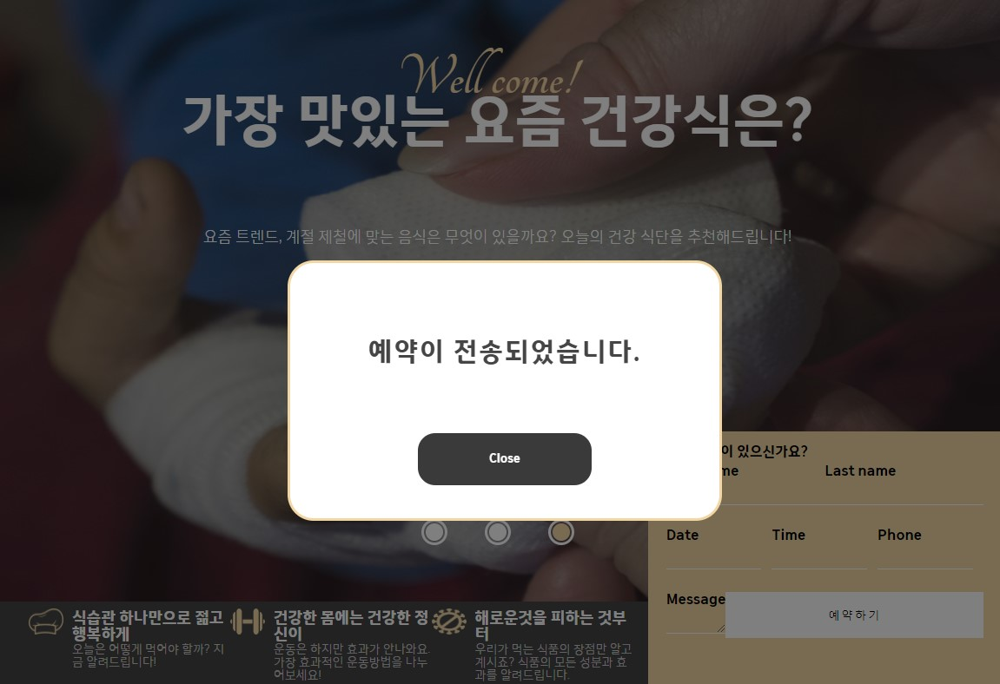 Well come!
가장 맛있는 요즘 건강식은?
요즘 트렌드, 계절 제철에 맞는 음식은 무엇이 있을까요? 오늘의 건강 식단을 추천해드립니다!
예약이 전송되었습니다.
Close
이 있으신가요?
me
Last name
Date
Time
Phone
Message
예약하기
식습관 하나만으로 젊고
행복하게
오늘은 어떻게 먹어야 할까? 지
금 알려드립니다!
건강한 몸에는 건강한 정
신이
운동은 하지만 효과가 안나와요.
가장 효과적인 운동방법을 나누
어보세요!
해로운것을 피하는 것부
터
우리가 먹는 식품의 장점만 알고
계시죠? 식품의 모든 성분과 효
과를 알려드립니다.